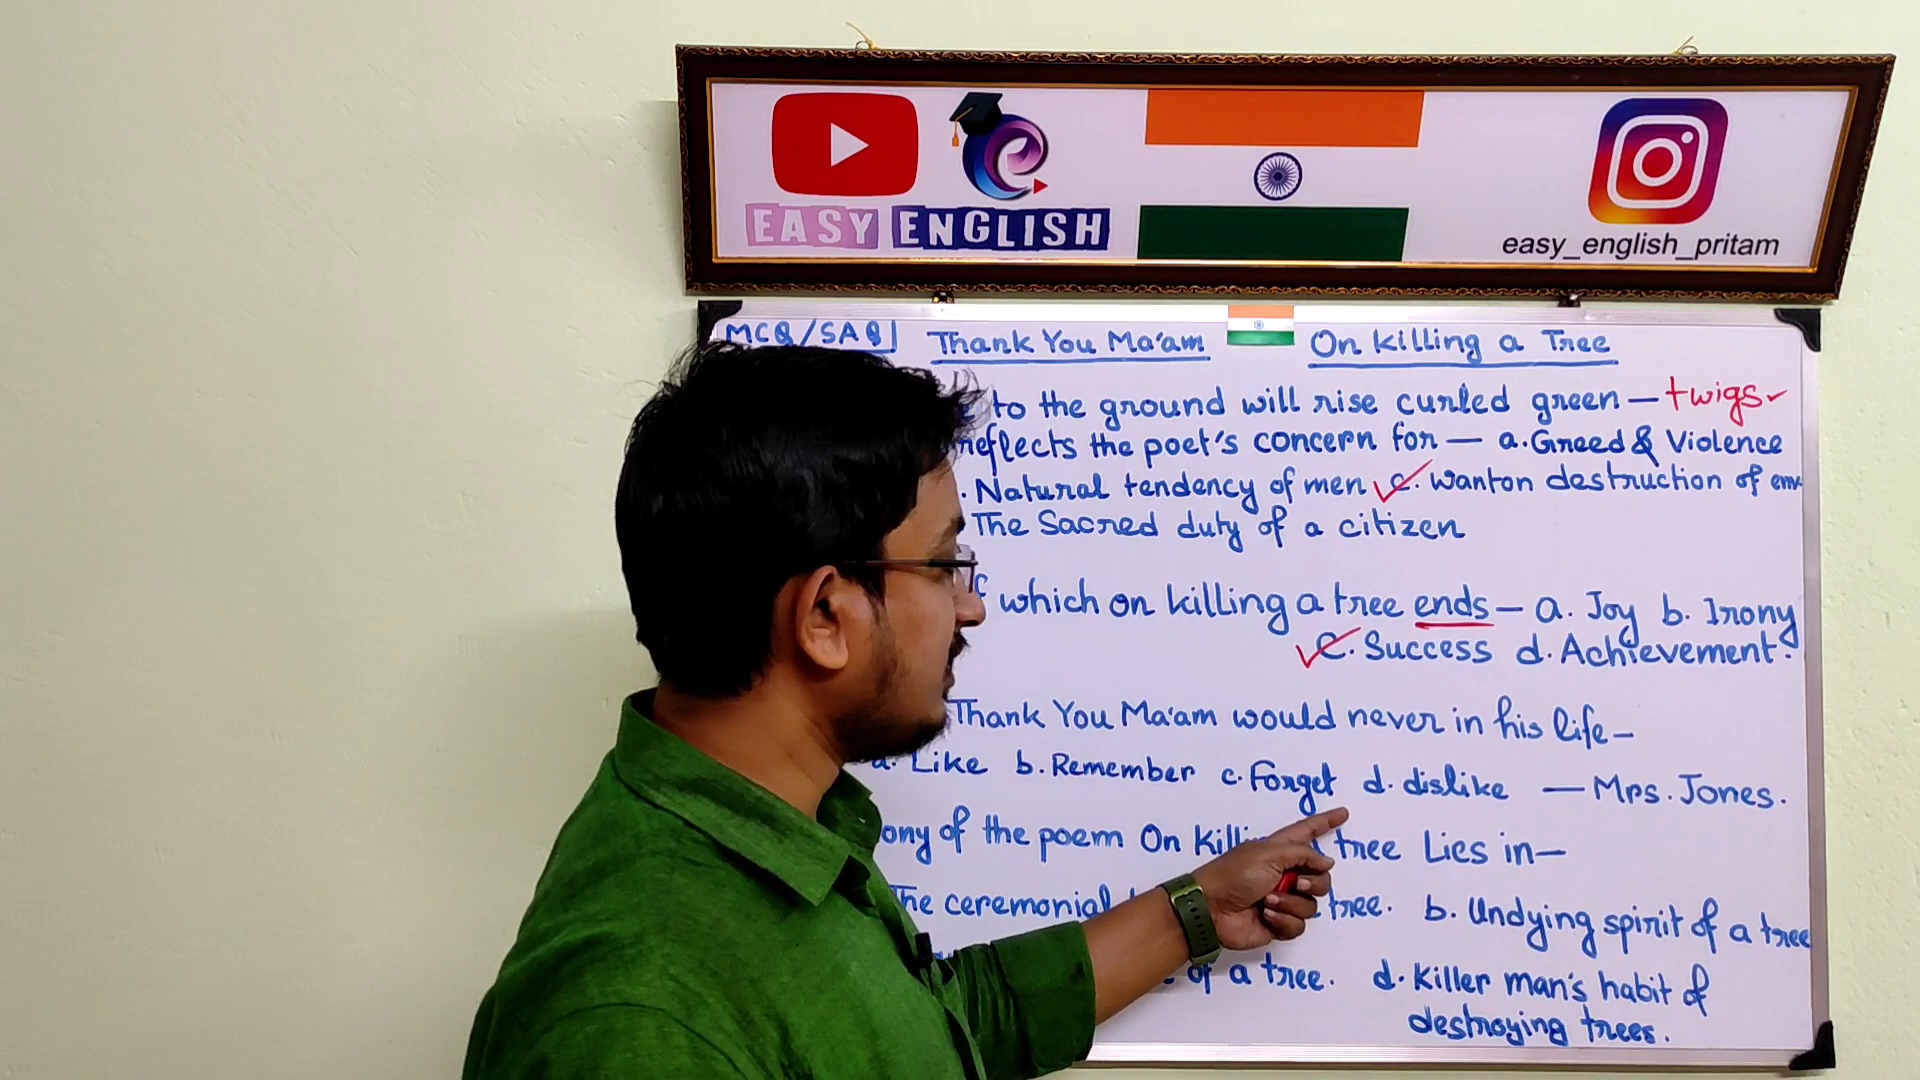 EASY ENGLISH
easy_english_pritam
MCQ/SAQ Thank You Ma'am On killing a Tree
to the ground will rise curled green — twigs
reflects the poet's concern for — a. Greed & Violence
Natural tendency of men c. wanton destruction of env.
The Sacred duty of a citizen
which on killing a tree ends — a. Joy b. Irony
c. Success d. Achievement.
Thank You Ma'am would never in his life —
a. Like b. Remember c. Forget d. dislike — Mrs. Jones.
of the poem On tree Lies in —
The ceremonial tree. b. Undying spirit of a tree
of a tree. d. Killer man's habit of
destroying trees.